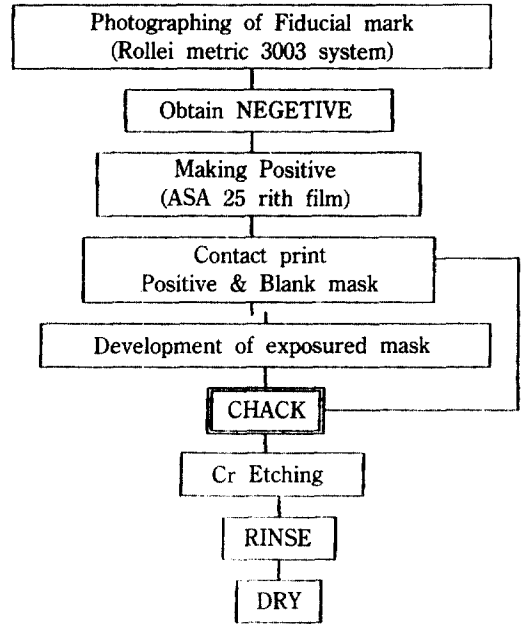 Photographing of Fiducial mark
(Rollei metric 3003 system)
Obtain NEGETIVE
Making Positive
(ASA 25 rith film)
Contact print
Positive & Blank mask
Development of exposured mask
CHACK
Cr Etching
RINSE
DRY